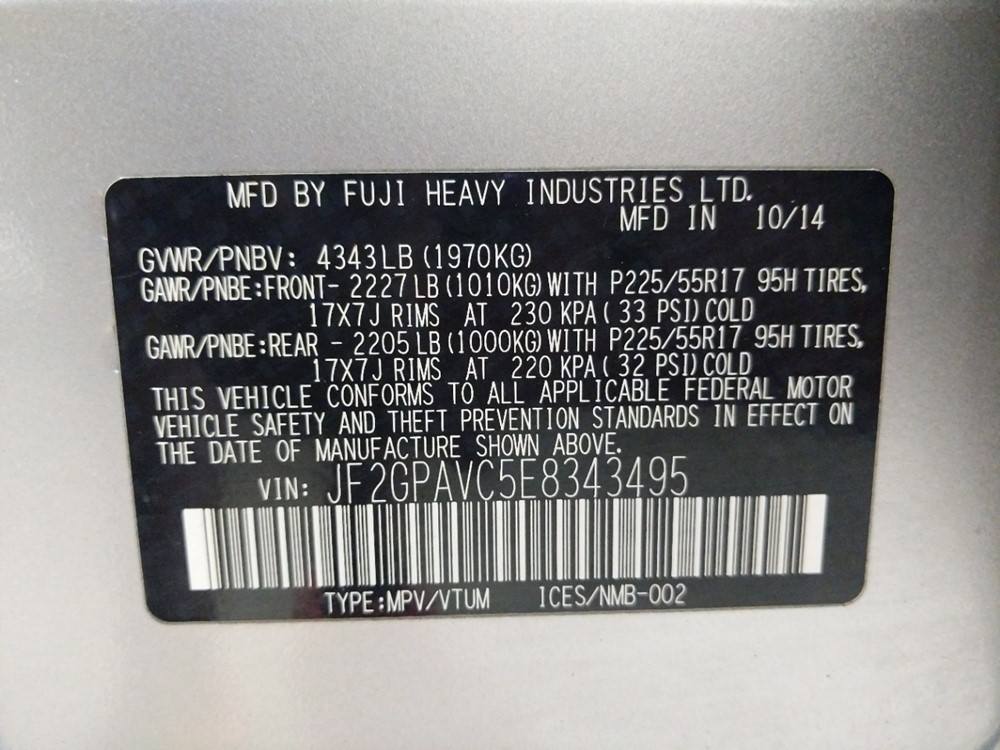 MFD BY FUJI HEAVY INDUSTRIES LTD.
MFD IN 10/14
GVWR/PNBV: 4343LB (1970KG)
GAWR/PNBE:FRONT- 2227 LB (1010KG) WITH P225/55R17 95H TIRES,
17X7J RIMS AT 230 KPA ( 33 PSI) COLD
GAWR/PNBE:REAR - 2205 LB (1000KG) WITH P225/55R17 95H TIRES,
17X7J RIMS AT 220 KPA ( 32 PSI) COLD
THIS VEHICLE CONFORMS TO ALL APPLICABLE FEDERAL MOTOR
VEHICLE SAFETY AND THEFT PREVENTION STANDARDS IN EFFECT ON
THE DATE OF MANUFACTURE SHOWN ABOVE.
VIN: JF2GPAVC5E8343495
TYPE:MPV/VTUM ICES/NMB-002